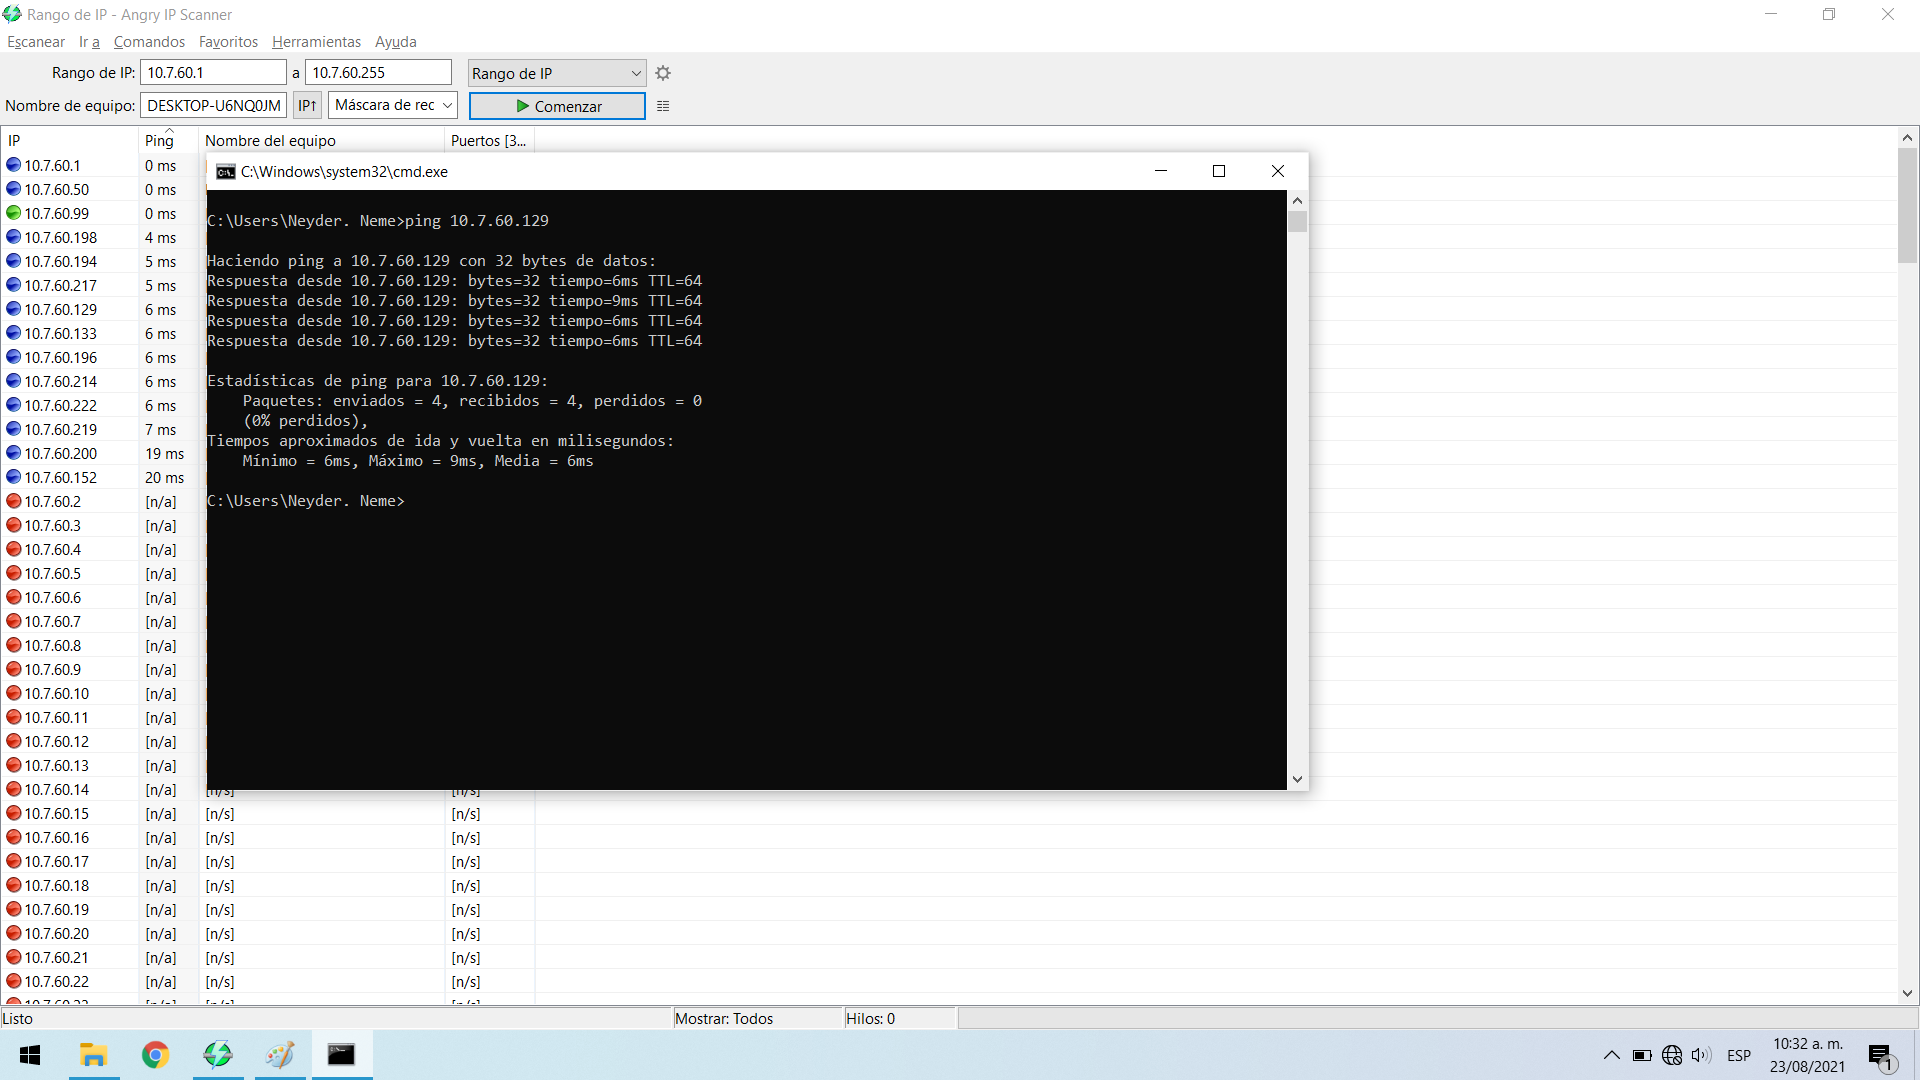 Rango de IP - Angry IP Scanner
Escanear Ir a Comandos Favoritos Herramientas Ayuda
Rango de IP: 10.7.60.1 a 10.7.60.255 Rango de IP
Nombre de equipo: DESKTOP-U6NQ0JM IP↑ Máscara de rec Comenzar
IP Ping Nombre del equipo Puertos [3...
10.7.60.1 0 ms
10.7.60.50 0 ms
10.7.60.99 0 ms
10.7.60.198 4 ms
10.7.60.194 5 ms
10.7.60.217 5 ms
10.7.60.129 6 ms
10.7.60.133 6 ms
10.7.60.196 6 ms
10.7.60.214 6 ms
10.7.60.222 6 ms
10.7.60.219 7 ms
10.7.60.200 19 ms
10.7.60.152 20 ms
10.7.60.2 [n/a]
10.7.60.3 [n/a]
10.7.60.4 [n/a]
10.7.60.5 [n/a]
10.7.60.6 [n/a]
10.7.60.7 [n/a]
10.7.60.8 [n/a]
10.7.60.9 [n/a]
10.7.60.10 [n/a]
10.7.60.11 [n/a]
10.7.60.12 [n/a]
10.7.60.13 [n/a]
10.7.60.14 [n/a] [n/s] [n/s]
10.7.60.15 [n/a] [n/s] [n/s]
10.7.60.16 [n/a] [n/s] [n/s]
10.7.60.17 [n/a] [n/s] [n/s]
10.7.60.18 [n/a] [n/s] [n/s]
10.7.60.19 [n/a] [n/s] [n/s]
10.7.60.20 [n/a] [n/s] [n/s]
10.7.60.21 [n/a] [n/s] [n/s]
10.7.60.22 [n/a] [n/s] [n/s]
C:\Windows\system32\cmd.exe
C:\Users\Neyder. Neme>ping 10.7.60.129
Haciendo ping a 10.7.60.129 con 32 bytes de datos:
Respuesta desde 10.7.60.129: bytes=32 tiempo=6ms TTL=64
Respuesta desde 10.7.60.129: bytes=32 tiempo=9ms TTL=64
Respuesta desde 10.7.60.129: bytes=32 tiempo=6ms TTL=64
Respuesta desde 10.7.60.129: bytes=32 tiempo=6ms TTL=64
Estadísticas de ping para 10.7.60.129:
Paquetes: enviados = 4, recibidos = 4, perdidos = 0
(0% perdidos),
Tiempos aproximados de ida y vuelta en milisegundos:
Mínimo = 6ms, Máximo = 9ms, Media = 6ms
C:\Users\Neyder. Neme>
Listo Mostrar: Todos Hilos: 0
ESP 10:32 a. m.
23/08/2021 1